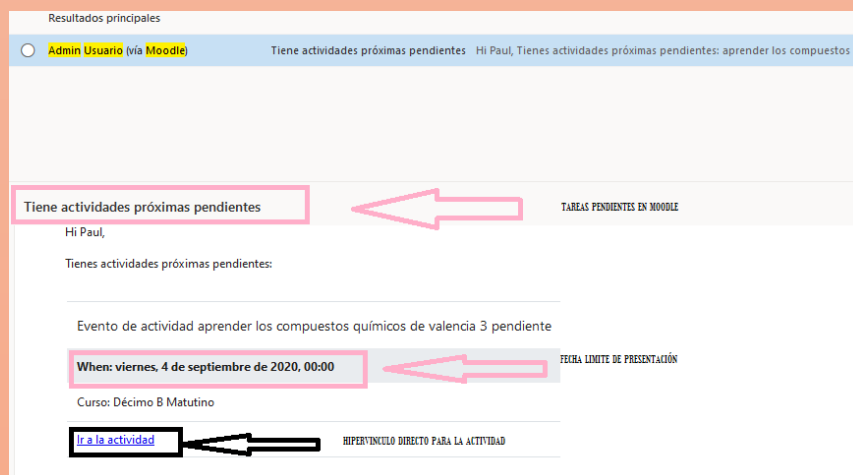 Resultados principales
Admin Usuario (vía Moodle) Tiene actividades próximas pendientes Hi Paul, Tienes actividades próximas pendientes: aprender los compuestos
Tiene actividades próximas pendientes TAREAS PENDIENTES EN MOODLE
Hi Paul,
Tienes actividades próximas pendientes:
Evento de actividad aprender los compuestos químicos de valencia 3 pendiente
When: viernes, 4 de septiembre de 2020, 00:00 FECHA LIMITE DE PRESENTACIÓN
Curso: Décimo B Matutino
Ir a la actividad HIPERVINCULO DIRECTO PARA LA ACTIVIDAD